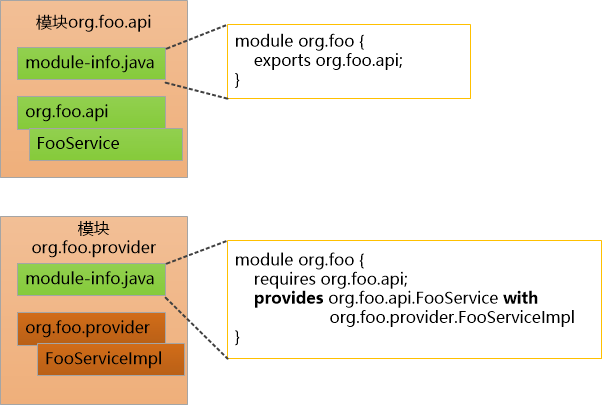 模块org.foo.api
module-info.java
org.foo.api
FooService
module org.foo {
exports org.foo.api;
}
模块
org.foo.provider
module-info.java
org.foo.provider
FooServiceImpl
module org.foo {
requires org.foo.api;
provides org.foo.api.FooService with
org.foo.provider.FooServiceImpl
}